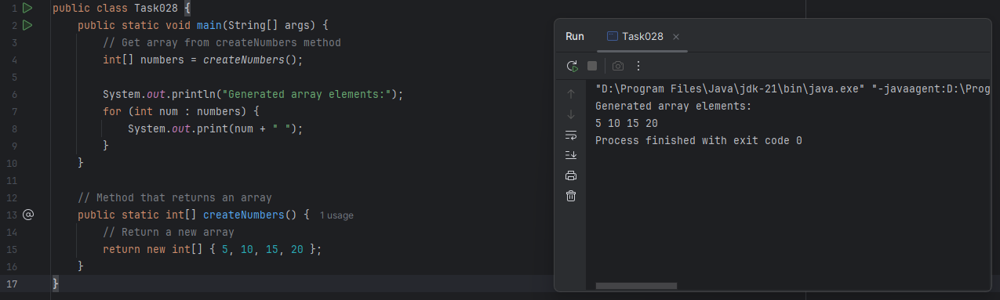 1 public class Task028 {
2     public static void main(String[] args) {
3         // Get array from createNumbers method
4         int[] numbers = createNumbers();
5
6         System.out.println("Generated array elements:");
7         for (int num : numbers) {
8             System.out.print(num + " ");
9         }
10     }
11
12     // Method that returns an array
13 @     public static int[] createNumbers() { 1 usage
14         // Return a new array
15         return new int[] { 5, 10, 15, 20 };
16     }
17 }
Run Task028
"D:\Program Files\Java\jdk-21\bin\java.exe" "-javaagent:D:\Prog
Generated array elements:
5 10 15 20
Process finished with exit code 0